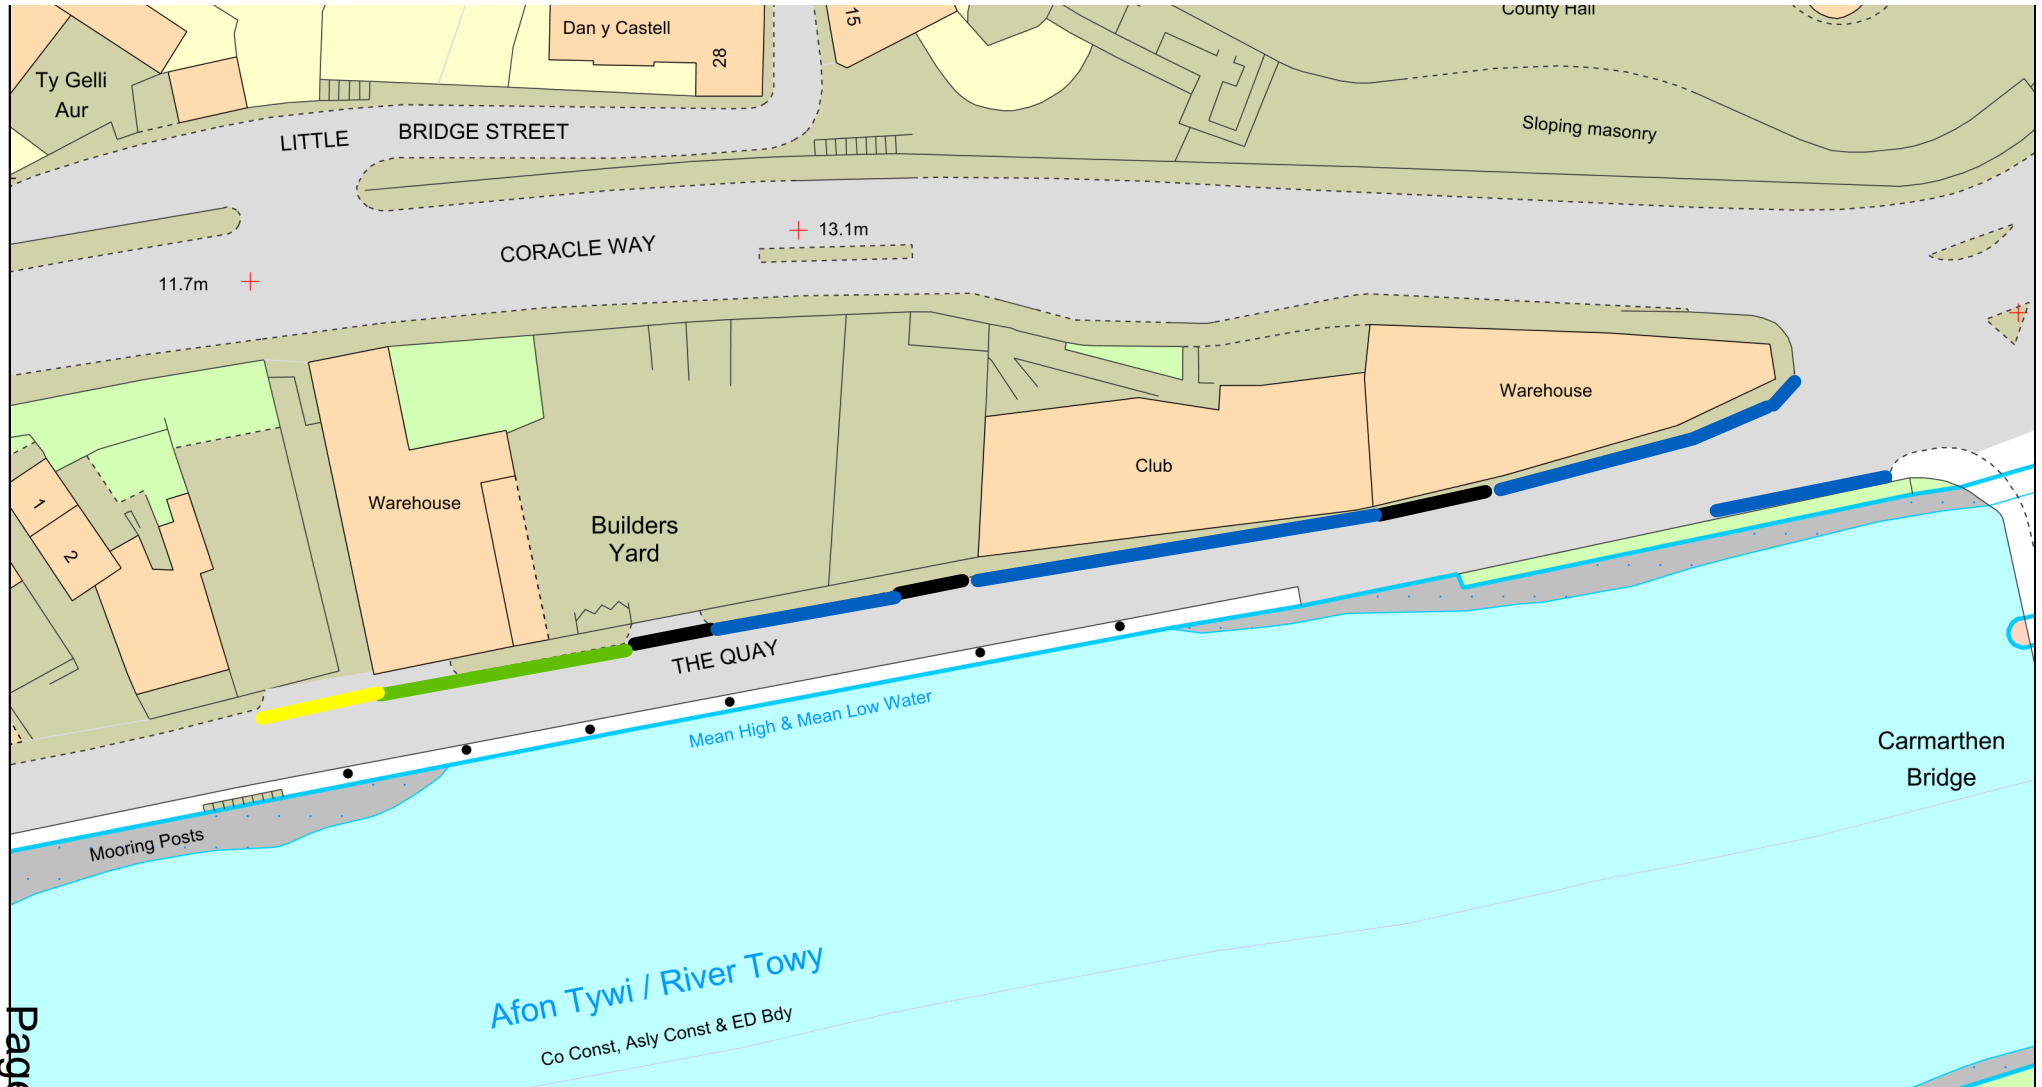 County Hall
Dan y Castell
28
15
Ty Gelli
Aur
LITTLE BRIDGE STREET
Sloping masonry
13.1m
CORACLE WAY
11.7m
Warehouse
Club
Warehouse
1
2
Builders
Yard
THE QUAY
Mean High & Mean Low Water
Carmarthen
Bridge
Mooring Posts
Afon Tywi / River Towy
Co Const, Asly Const & ED Bdy
Page